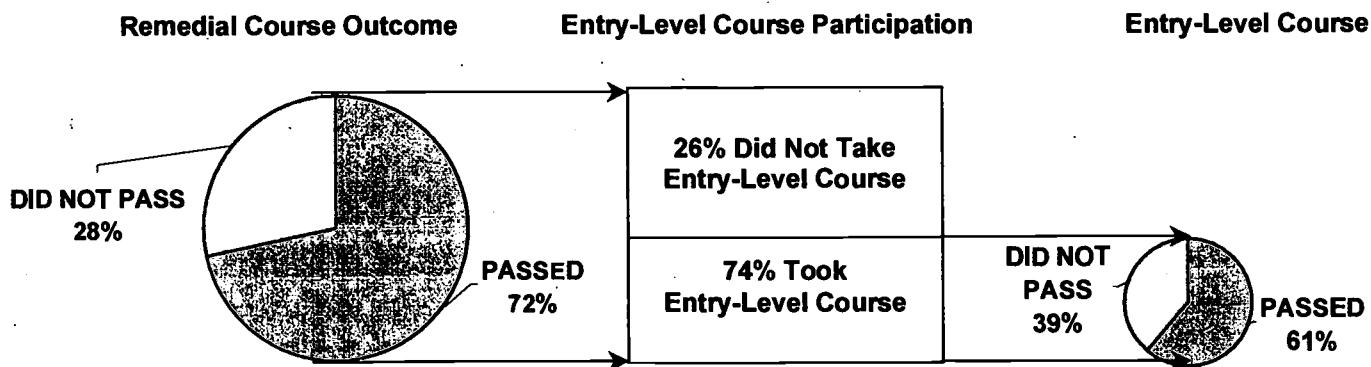 Remedial Course Outcome
Entry-Level Course Participation
Entry-Level Course
DID NOT PASS
28%
PASSED
72%
26% Did Not Take
Entry-Level Course
74% Took
Entry-Level Course
DID NOT
PASS
39%
PASSED
61%